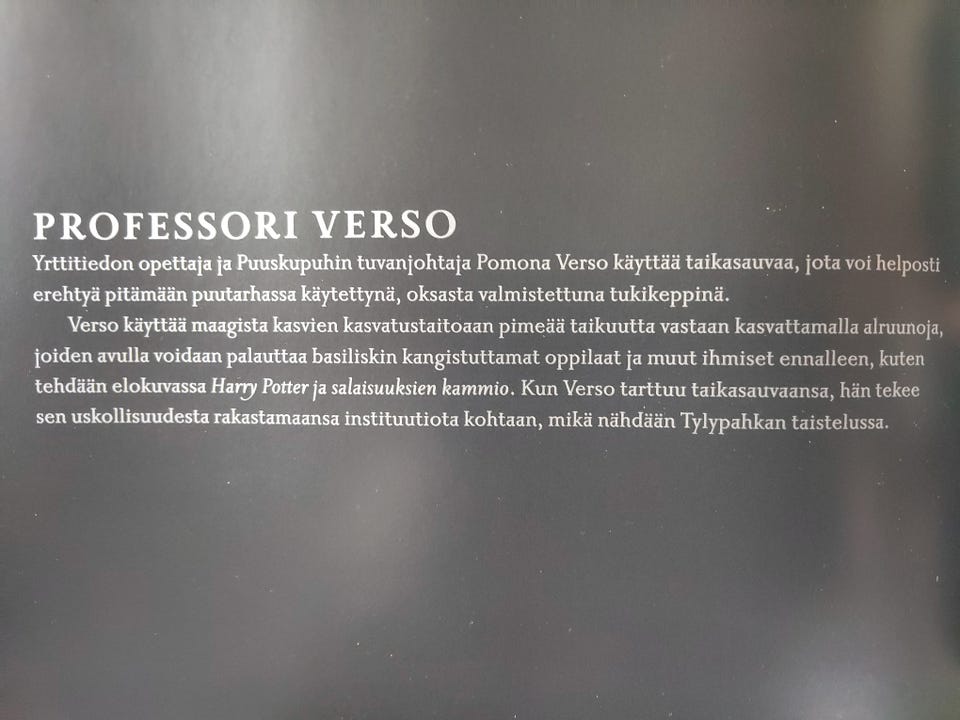 PROFESSORI VERSO
Yrttitiedon opettaja ja Puuskupuhin tuvanjohtaja Pomona Verso käyttää taikasauvaa, jota voi helposti
erehtyä pitämään puutarhassa käytettynä, oksasta valmistettuna tukikeppinä.
Verso käyttää maagista kasvien kasvatustaitoaan pimeää taikuutta vastaan kasvattamalla alruunoja,
joiden avulla voidaan palauttaa basiliskin kangistuttamat oppilaat ja muut ihmiset ennalleen, kuten
tehdään elokuvassa Harry Potter ja salaisuuksien kammio. Kun Verso tarttuu taikasauvaansa, hän tekee
sen uskollisuudesta rakastamaansa instituutiota kohtaan, mikä nähdään Tylypahkan taistelussa.